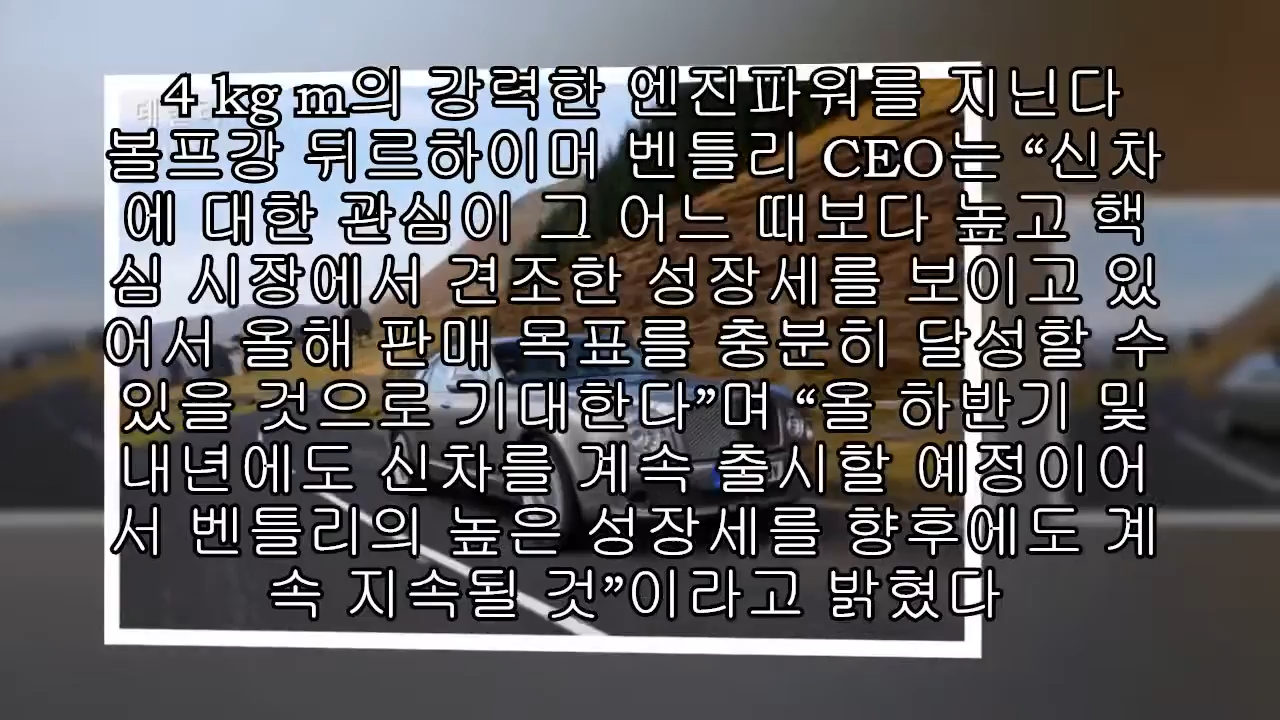 4 kg m의 강력한 엔진파워를 지닌다
볼프강 뒤르하이머 벤틀리 CEO는 “신차
에 대한 관심이 그 어느 때보다 높고 핵
심 시장에서 견조한 성장세를 보이고 있
어서 올해 판매 목표를 충분히 달성할 수
있을 것으로 기대한다”며 “올 하반기 및
내년에도 신차를 계속 출시할 예정이어
서 벤틀리의 높은 성장세를 향후에도 계
속 지속될 것”이라고 밝혔다